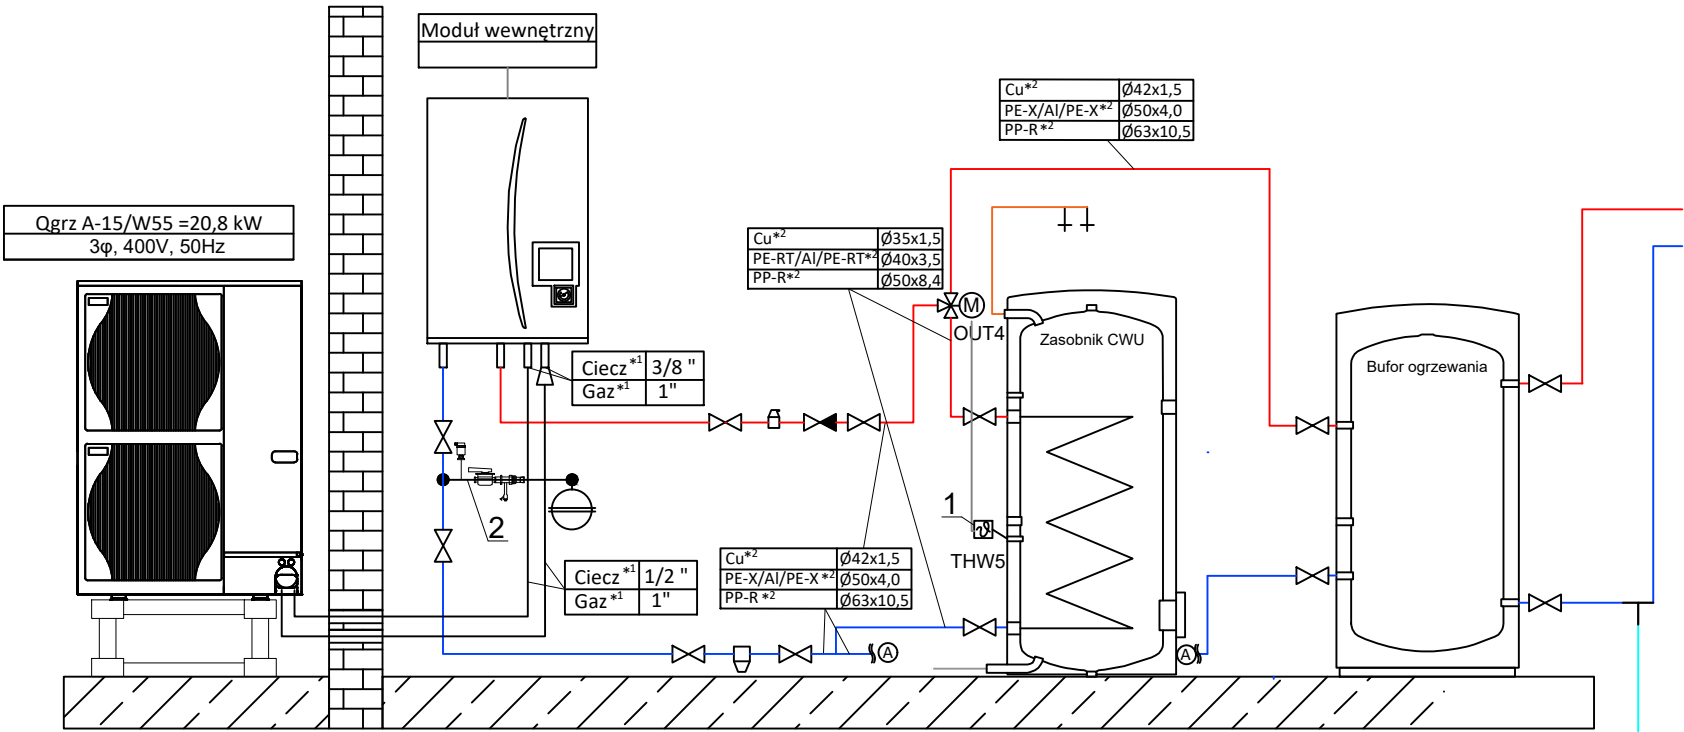 Moduł wewnętrzny
Cu*² Ø42x1,5
PE-X/Al/PE-X*² Ø50x4,0
PP-R*² Ø63x10,5
Qgrz A-15/W55 =20,8 kW
3φ, 400V, 50Hz
Cu*² Ø35x1,5
PE-RT/Al/PE-RT*² Ø40x3,5
PP-R*² Ø50x8,4
M
OUT4
Zasobnik CWU
Bufor ogrzewania
Ciecz*¹ 3/8 "
Gaz*¹ 1"
1
2
THW5
Cu*² Ø42x1,5
PE-X/Al/PE-X*² Ø50x4,0
PP-R*² Ø63x10,5
Ciecz*¹ 1/2 "
Gaz*¹ 1"
A
A